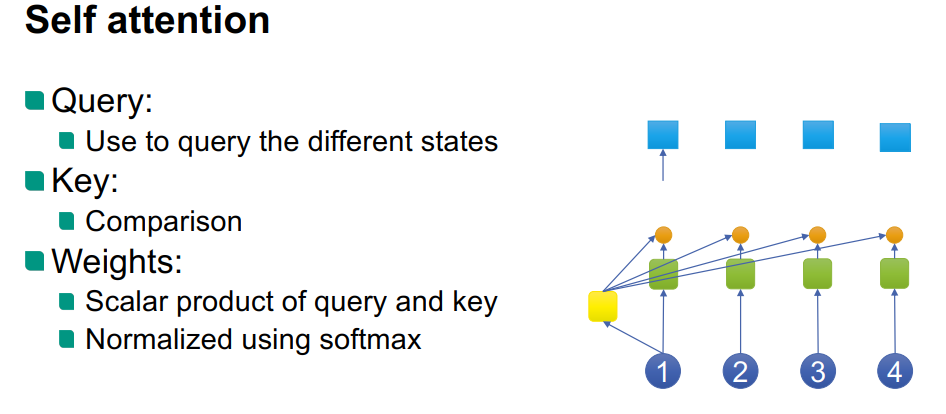 Self attention
Query:
Use to query the different states
Key:
Comparison
Weights:
Scalar product of query and key
Normalized using softmax
1 2 3 4